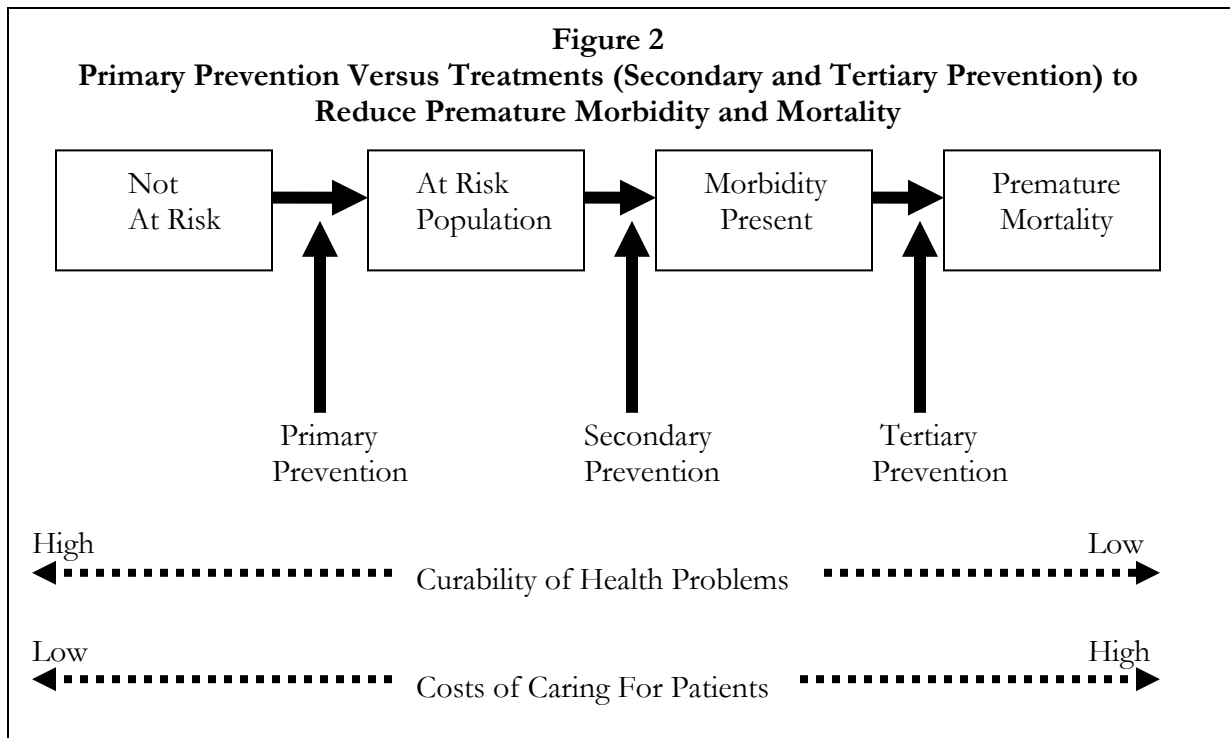 Figure 2
Primary Prevention Versus Treatments (Secondary and Tertiary Prevention) to
Reduce Premature Morbidity and Mortality
Not
At Risk
At Risk
Population
Morbidity
Present
Premature
Mortality
Primary
Prevention
Secondary
Prevention
Tertiary
Prevention
High
Low
Curability of Health Problems
Low
High
Costs of Caring For Patients